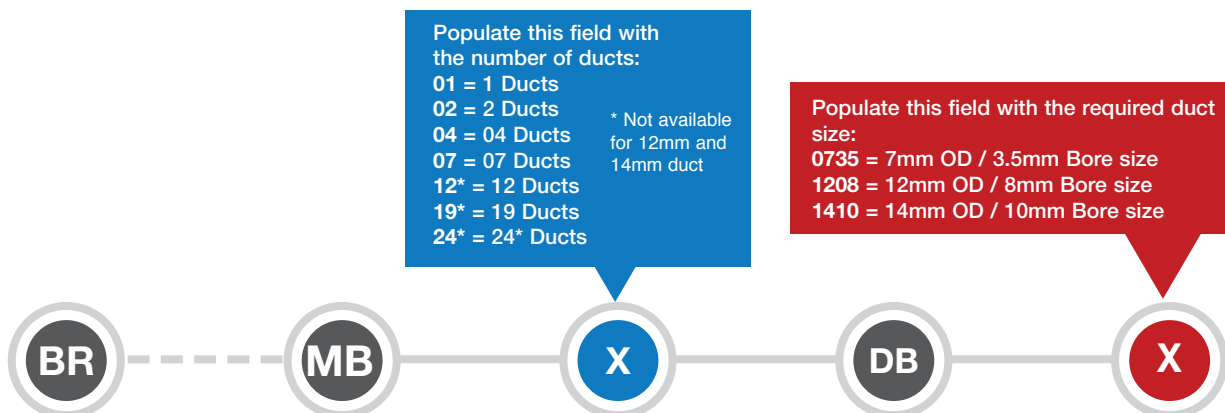 Populate this field with
the number of ducts:
01 = 1 Ducts
02 = 2 Ducts
04 = 04 Ducts
07 = 07 Ducts
12* = 12 Ducts
19* = 19 Ducts
24* = 24* Ducts
* Not available
for 12mm and
14mm duct
Populate this field with the required duct
size:
0735 = 7mm OD / 3.5mm Bore size
1208 = 12mm OD / 8mm Bore size
1410 = 14mm OD / 10mm Bore size
BR
MB
X
DB
X